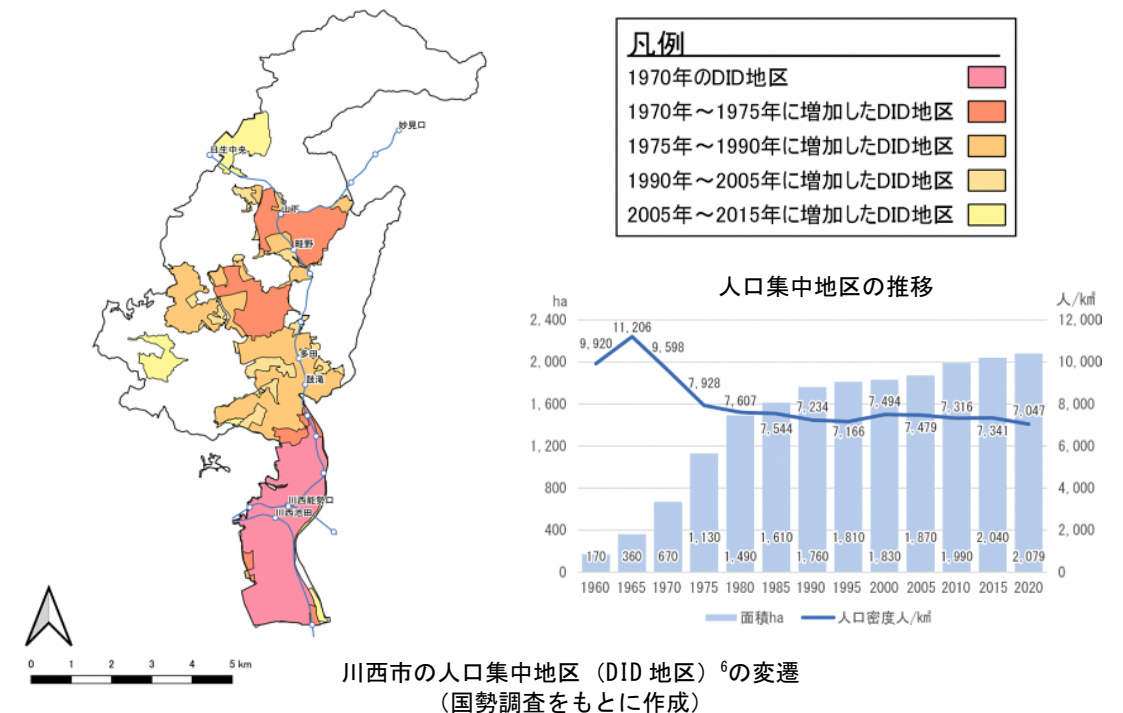 凡例
1970年のDID地区
1970年～1975年に増加したDID地区
1975年～1990年に増加したDID地区
1990年～2005年に増加したDID地区
2005年～2015年に増加したDID地区
妙見口
日生中央
山下
畦野
多田
鼓滝
川西能勢口
川西池田
0 1 2 3 4 5 km
人口集中地区の推移
ha
人/k㎡
2,400
2,000
1,600
1,200
800
400
0
12,000
10,000
8,000
6,000
4,000
2,000
0
9,920
11,206
9,598
7,928
7,607
7,544
7,234
7,166
7,494
7,479
7,316
7,341
7,047
170
360
670
1,130
1,490
1,610
1,760
1,810
1,830
1,870
1,990
2,040
2,079
1960 1965 1970 1975 1980 1985 1990 1995 2000 2005 2010 2015 2020
面積ha
人口密度人/k㎡
川西市の人口集中地区（DID 地区）6の変遷
（国勢調査をもとに作成）